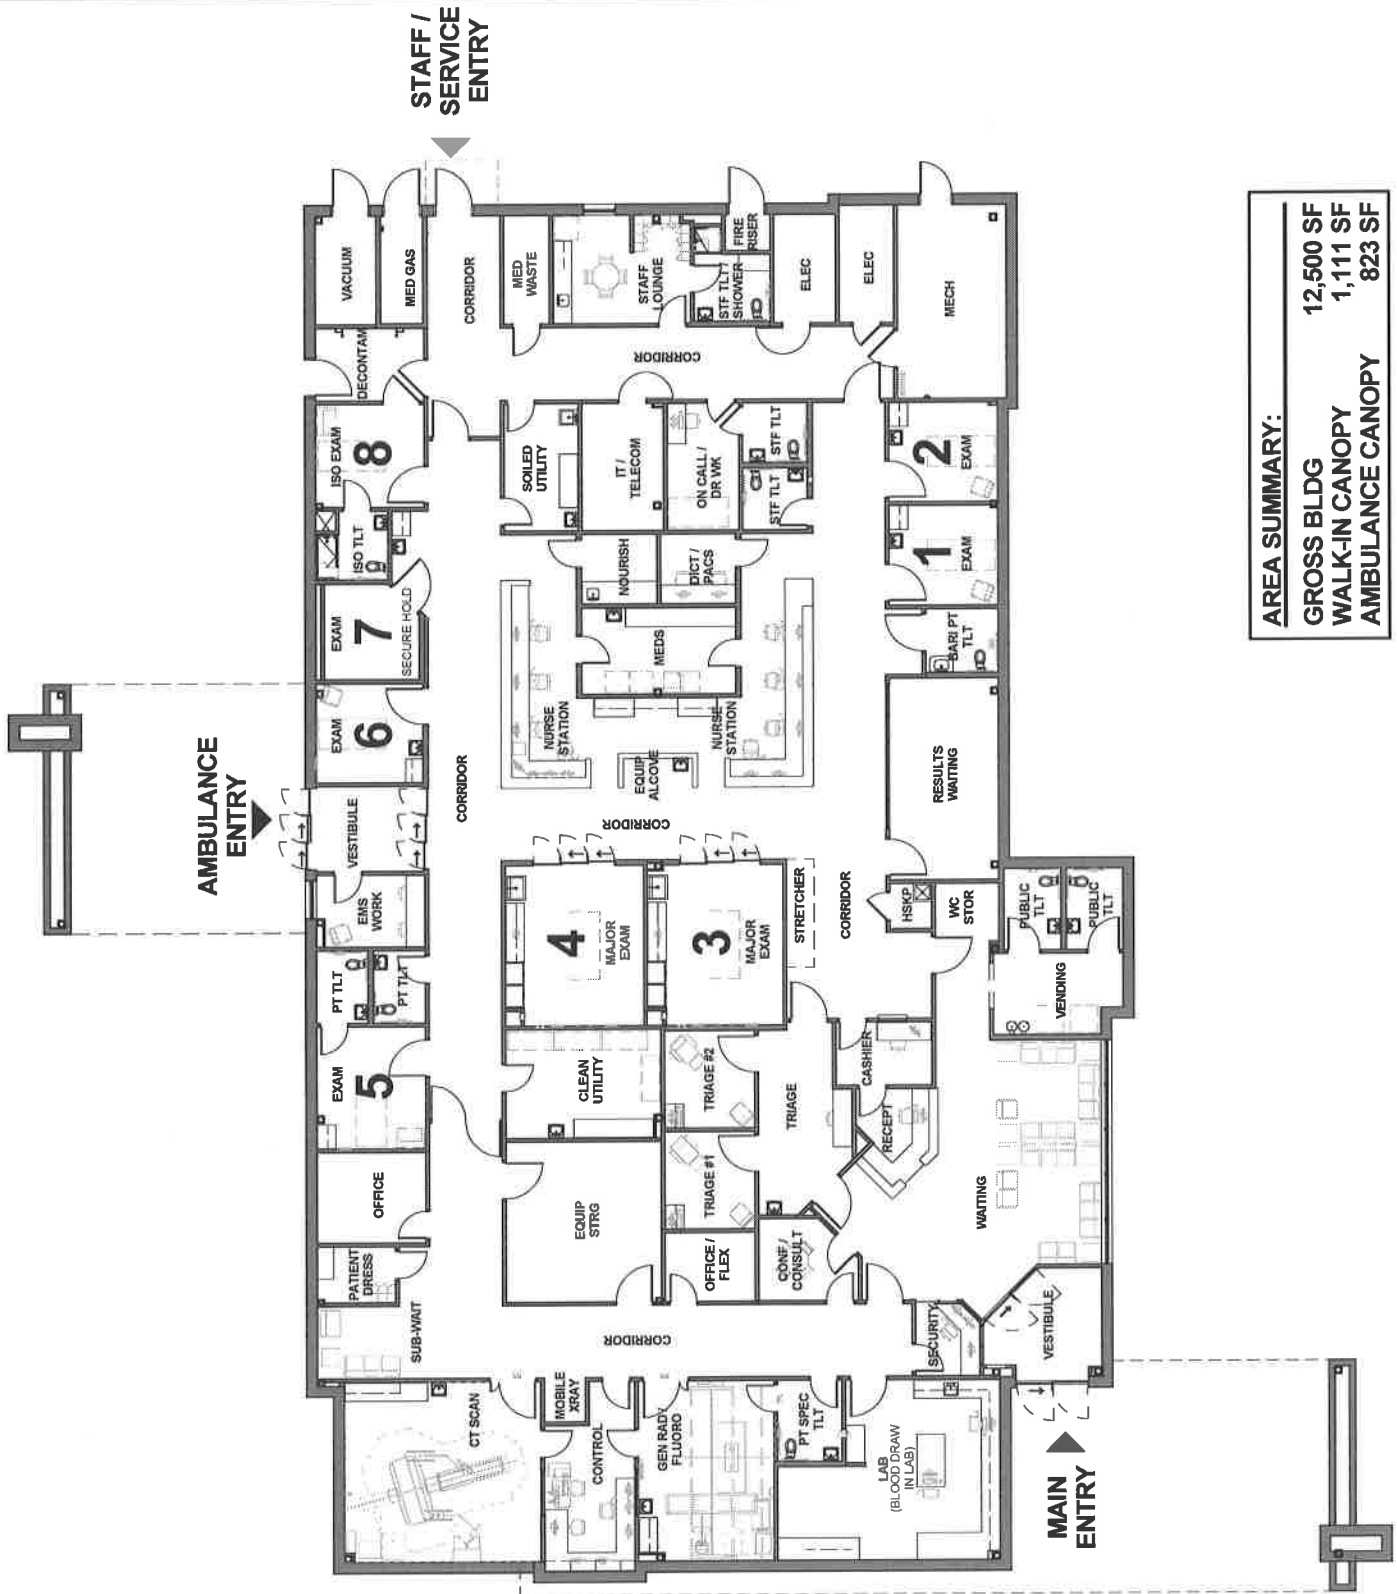 STAFF /
SERVICE
ENTRY
AMBULANCE
ENTRY
MAIN
ENTRY
VACUUM
MED GAS
CORRIDOR
MED
WASTE
STAFF
LOUNGE
STF TLT /
SHOWER
FIRE
RISER
ELEC
ELEC
MECH
DECONTAM
CORRIDOR
ISO EXAM
8
ISO TLT
SOILED
UTILITY
IT /
TELECOM
ON CALL /
DR WK
STF TLT
STF TLT
2
EXAM
1
EXAM
EXAM
7
SECURE HOLD
NOURISH
DICT /
PACS
MEDS
BARI PT
TLT
EXAM
6
NURSE
STATION
NURSE
STATION
EQUIP
ALCOVE
RESULTS
WAITING
VESTIBULE
CORRIDOR
CORRIDOR
EMS
WORK
4
MAJOR
EXAM
3
MAJOR
EXAM
STRETCHER
CORRIDOR
HSKP
WC
STOR
PUBLIC
TLT
PUBLIC
TLT
PT TLT
PT TLT
VENDING
EXAM
5
CLEAN
UTILITY
TRIAGE #2
TRIAGE
CASHIER
RECEPT
OFFICE
EQUIP
STRG
TRIAGE #1
WAITING
PATIENT
DRESS
OFFICE /
FLEX
CONF /
CONSULT
SUB-WAIT
CORRIDOR
SECURITY
VESTIBULE
CT SCAN
MOBILE
XRAY
CONTROL
GEN RAD /
FLUORO
PT SPEC
TLT
LAB
(BLOOD DRAW
IN LAB)
AREA SUMMARY:
GROSS BLDG 12,500 SF
WALK-IN CANOPY 1,111 SF
AMBULANCE CANOPY 823 SF